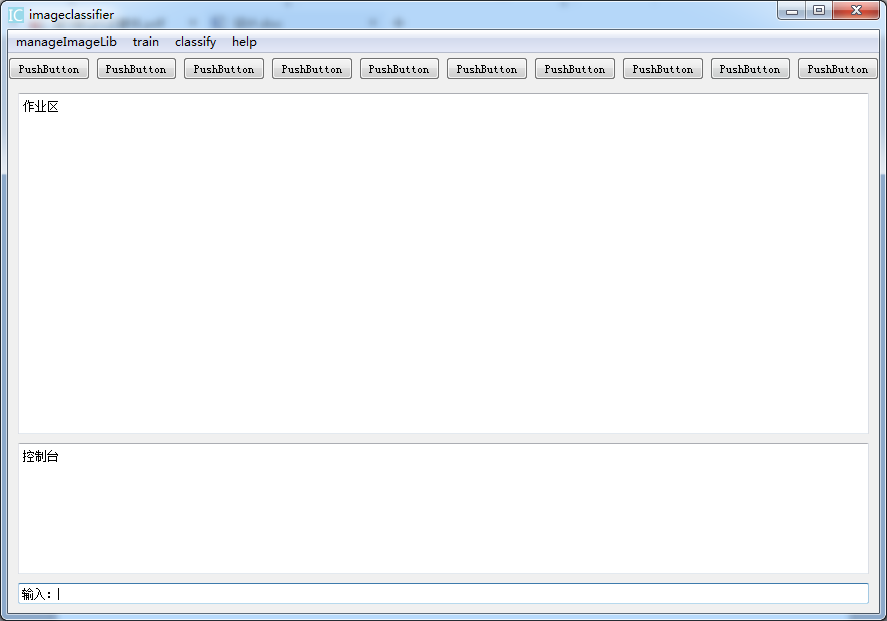 IC imageclassifier
manageImageLib train classify help
PushButton PushButton PushButton PushButton PushButton PushButton PushButton PushButton PushButton PushButton
作业区
控制台
输入: